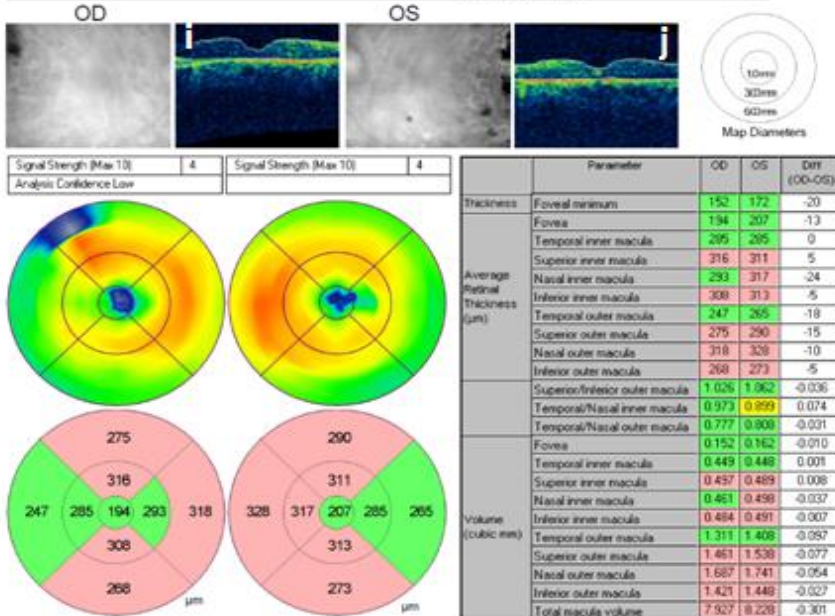 OD OS
i j
1.0mm
3.00mm
6.00mm
Map Diameters
Signal Strength (Max 10) 4 Signal Strength (Max 10) 4
Analysis Confidence Low
275
316
247 285 194 293 318
308
268
µm
290
311
328 317 207 285 265
313
273
µm
Parameter OD OS Diff (OD-OS)
Thickness Foveal minimum 152 172 -20
Average Retinal Thickness (µm)
Fovea 194 207 -13
Temporal inner macula 285 285 0
Superior inner macula 316 311 5
Nasal inner macula 293 317 -24
Inferior inner macula 308 313 -5
Temporal outer macula 247 265 -18
Superior outer macula 275 290 -15
Nasal outer macula 318 328 -10
Inferior outer macula 268 273 -5
Superior/Inferior outer macula 1.026 1.062 -0.036
Temporal/Nasal inner macula 0.973 0.899 0.074
Temporal/Nasal outer macula 0.777 0.808 -0.031
Volume (cubic mm)
Fovea 0.152 0.162 -0.010
Temporal inner macula 0.449 0.448 0.001
Superior inner macula 0.497 0.489 0.008
Nasal inner macula 0.461 0.498 -0.037
Inferior inner macula 0.484 0.491 -0.007
Temporal outer macula 1.311 1.408 -0.097
Superior outer macula 1.461 1.538 -0.077
Nasal outer macula 1.687 1.741 -0.054
Inferior outer macula 1.421 1.448 -0.027
Total macula volume 7.927 8.228 -0.301